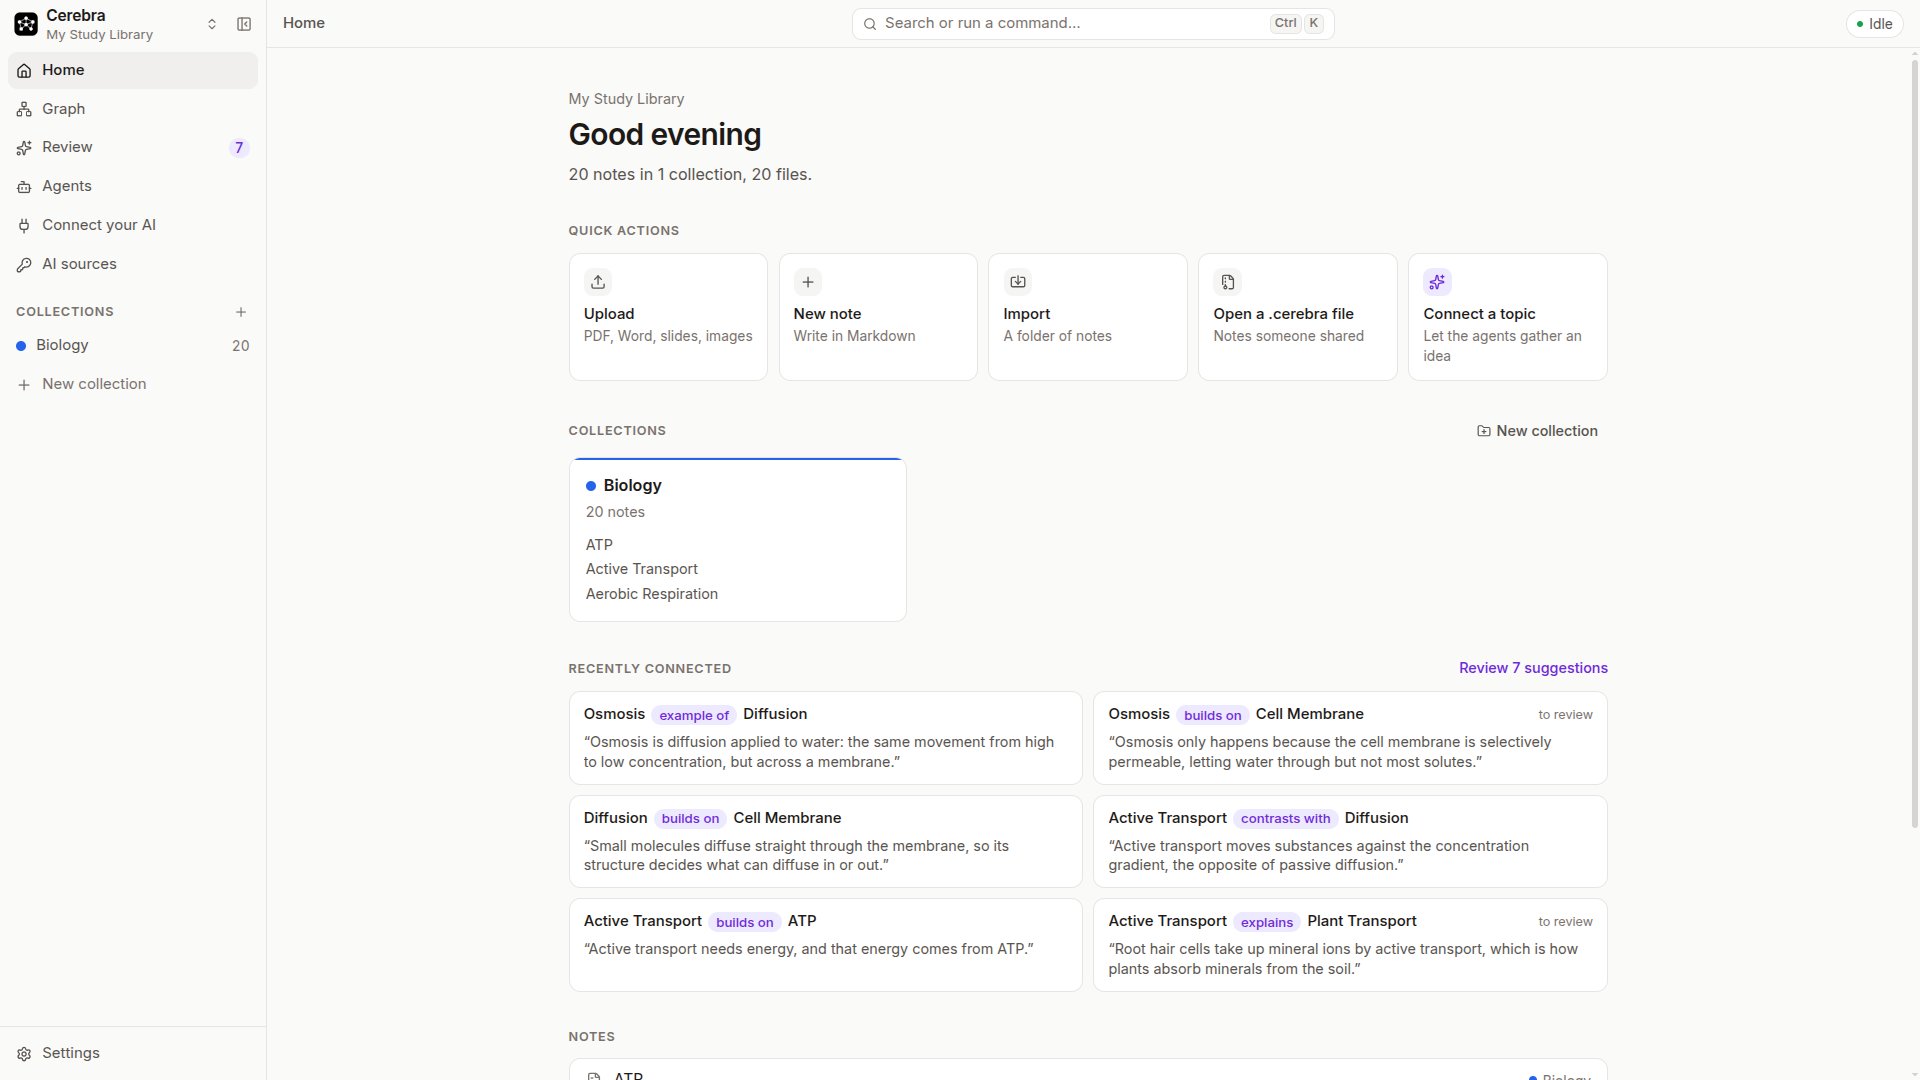 Cerebra
My Study Library
Home
Graph
Review 7
Agents
Connect your AI
AI sources
COLLECTIONS
Biology 20
New collection
Settings
Home
Search or run a command... Ctrl K
Idle
My Study Library
Good evening
20 notes in 1 collection, 20 files.
QUICK ACTIONS
Upload
PDF, Word, slides, images
New note
Write in Markdown
Import
A folder of notes
Open a .cerebra file
Notes someone shared
Connect a topic
Let the agents gather an
idea
COLLECTIONS
New collection
Biology
20 notes
ATP
Active Transport
Aerobic Respiration
RECENTLY CONNECTED
Review 7 suggestions
Osmosis example of Diffusion
“Osmosis is diffusion applied to water: the same movement from high
to low concentration, but across a membrane.”
Osmosis builds on Cell Membrane to review
“Osmosis only happens because the cell membrane is selectively
permeable, letting water through but not most solutes.”
Diffusion builds on Cell Membrane
“Small molecules diffuse straight through the membrane, so its
structure decides what can diffuse in or out.”
Active Transport contrasts with Diffusion
“Active transport moves substances against the concentration
gradient, the opposite of passive diffusion.”
Active Transport builds on ATP
“Active transport needs energy, and that energy comes from ATP.”
Active Transport explains Plant Transport to review
“Root hair cells take up mineral ions by active transport, which is how
plants absorb minerals from the soil.”
NOTES
ATP Biology